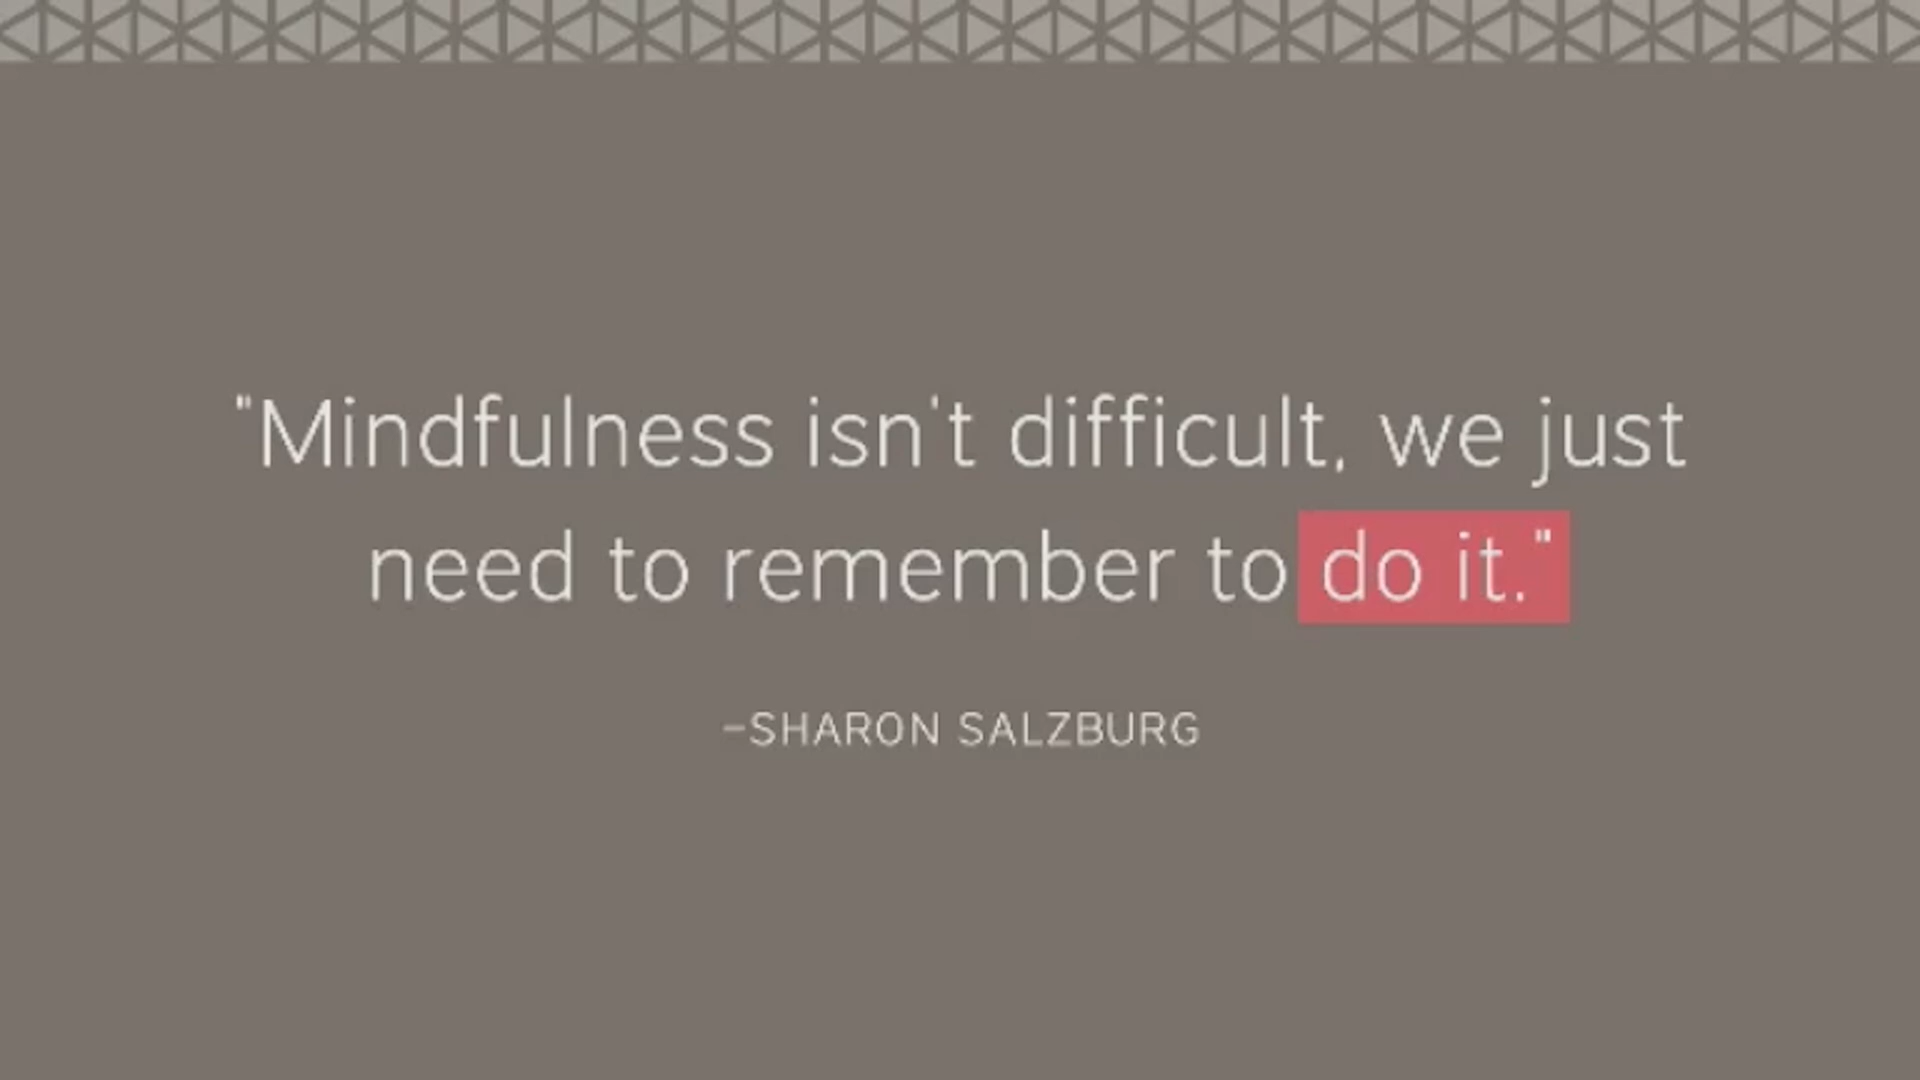 "Mindfulness isn't difficult, we just
need to remember to do it."
–SHARON SALZBURG